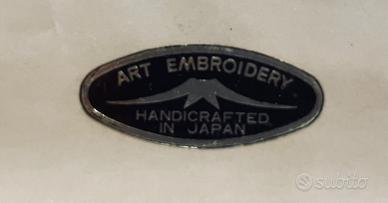 ART EMBROIDERY
HANDICRAFTED
IN JAPAN
subito